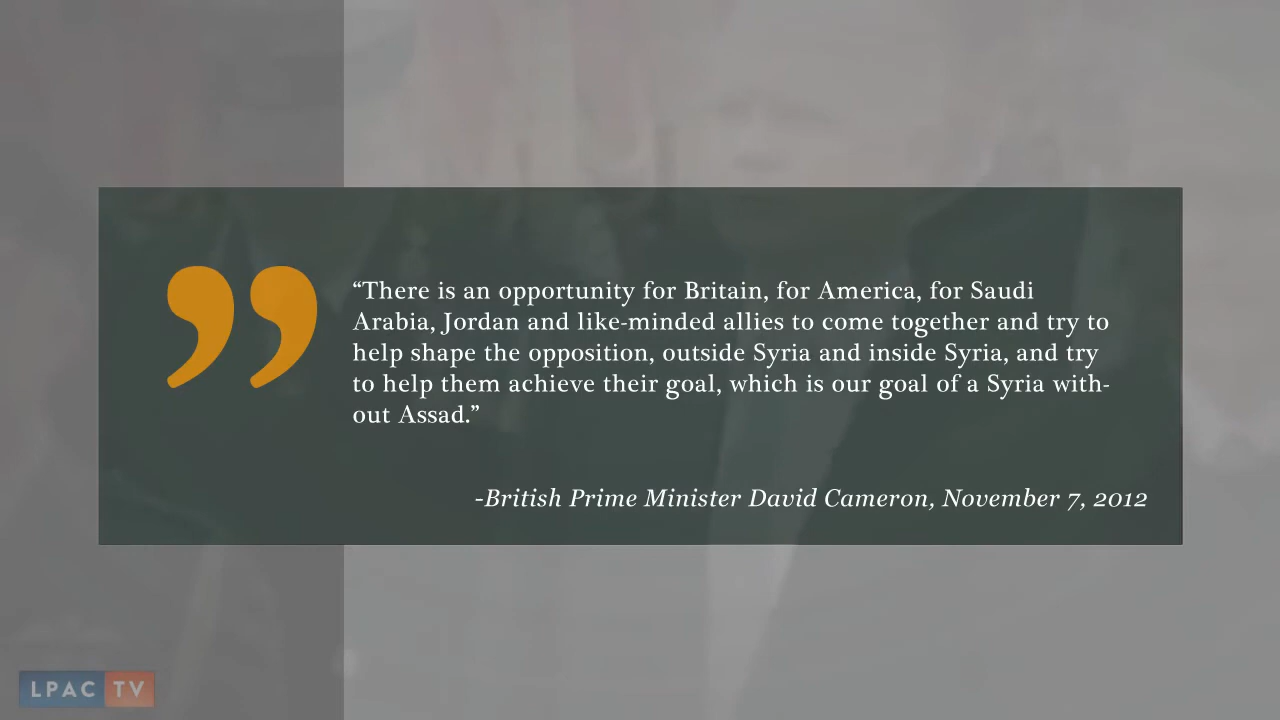 “There is an opportunity for Britain, for America, for Saudi
Arabia, Jordan and like-minded allies to come together and try to
help shape the opposition, outside Syria and inside Syria, and try
to help them achieve their goal, which is our goal of a Syria with-
out Assad.”
-British Prime Minister David Cameron, November 7, 2012
LPAC TV